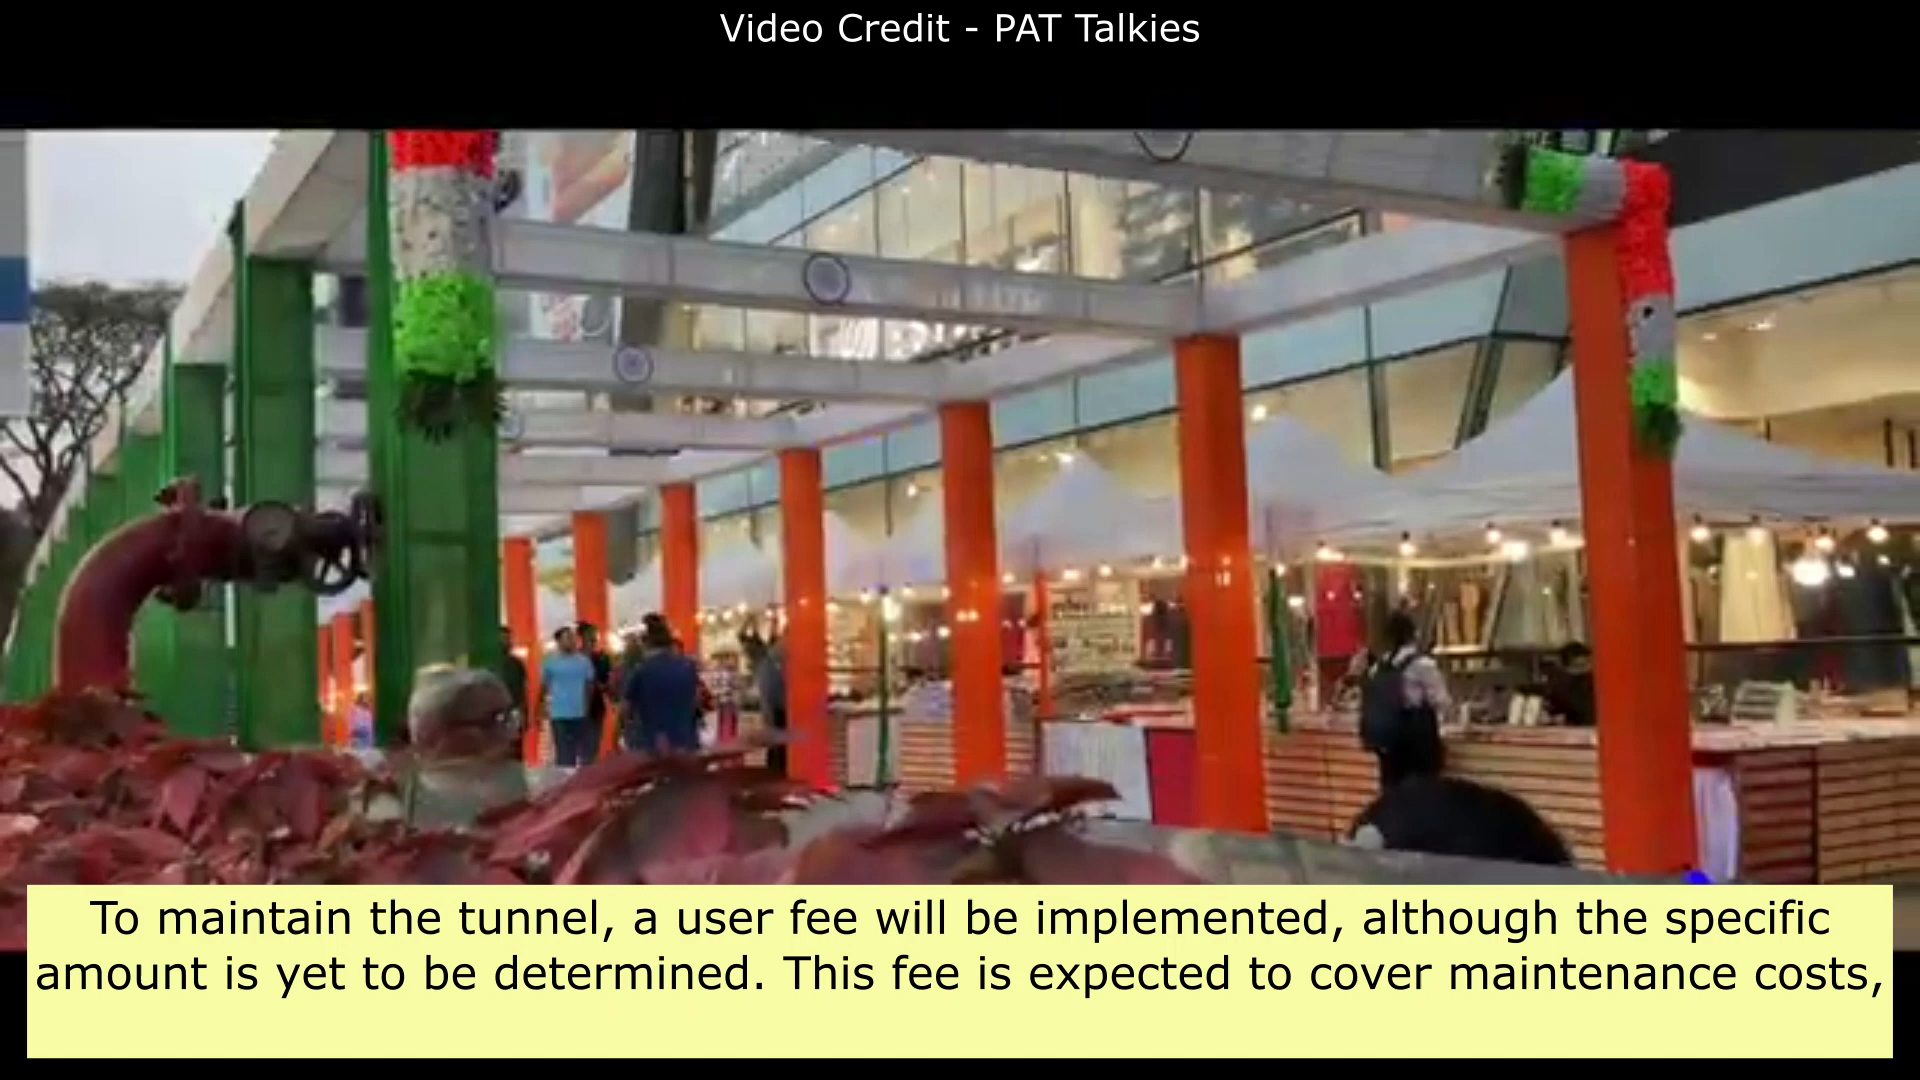 Video Credit - PAT Talkies
To maintain the tunnel, a user fee will be implemented, although the specific
amount is yet to be determined. This fee is expected to cover maintenance costs,